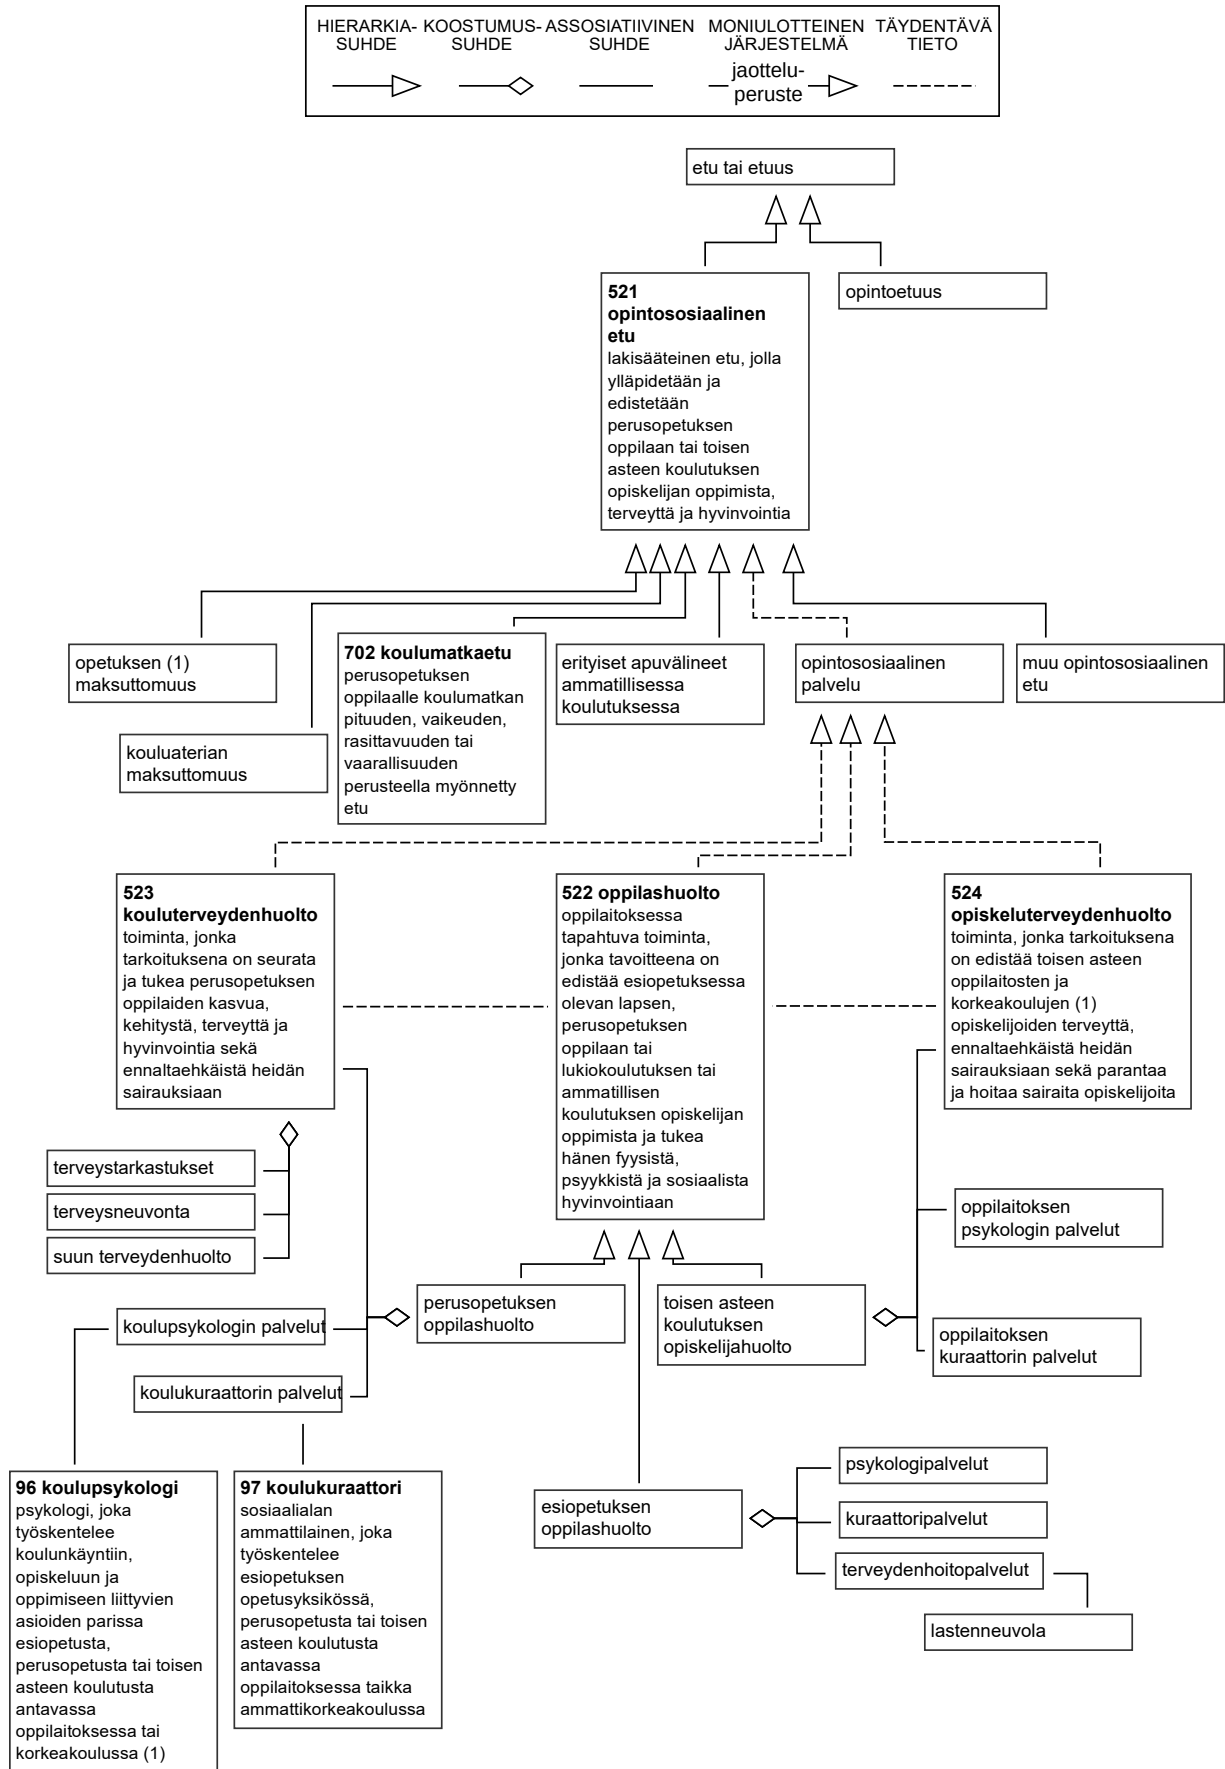 HIERARKIA-
SUHDE
KOOSTUMUS-
SUHDE
ASSOSIATIIVINEN
SUHDE
MONIULOTTEINEN
JÄRJESTELMÄ
TÄYDENTÄVÄ
TIETO
jaottelu-
peruste
etu tai etuus
521
opintososiaalinen
etu
lakisääteinen etu, jolla
ylläpidetään ja
edistetään
perusopetuksen
oppilaan tai toisen
asteen koulutuksen
opiskelijan oppimista,
terveyttä ja hyvinvointia
opintoetuus
opetuksen (1)
maksuttomuus
kouluaterian
maksuttomuus
702 koulumatkaetu
perusopetuksen
oppilaalle koulumatkan
pituuden, vaikeuden,
rasittavuuden tai
vaarallisuuden
perusteella myönnetty
etu
erityiset apuvälineet
ammatillisessa
koulutuksessa
opintososiaalinen
palvelu
muu opintososiaalinen
etu
523
kouluterveydenhuolto
toiminta, jonka
tarkoituksena on seurata
ja tukea perusopetuksen
oppilaiden kasvua,
kehitystä, terveyttä ja
hyvinvointia sekä
ennaltaehkäistä heidän
sairauksiaan
522 oppilashuolto
oppilaitoksessa
tapahtuva toiminta,
jonka tavoitteena on
edistää esiopetuksessa
olevan lapsen,
perusopetuksen
oppilaan tai
lukiokoulutuksen tai
ammatillisen
koulutuksen opiskelijan
oppimista ja tukea
hänen fyysistä,
psyykkistä ja sosiaalista
hyvinvointiaan
524
opiskeluterveydenhuolto
toiminta, jonka tarkoituksena
on edistää toisen asteen
oppilaitosten ja
korkeakoulujen (1)
opiskelijoiden terveyttä,
ennaltaehkäistä heidän
sairauksiaan sekä parantaa
ja hoitaa sairaita opiskelijoita
terveystarkastukset
terveysneuvonta
suun terveydenhuolto
oppilaitoksen
psykologin palvelut
koulupsykologin palvelut
perusopetuksen
oppilashuolto
toisen asteen
koulutuksen
opiskelijahuolto
oppilaitoksen
kuraattorin palvelut
koulukuraattorin palvelut
96 koulupsykologi
psykologi, joka
työskentelee
koulunkäyntiin,
opiskeluun ja
oppimiseen liittyvien
asioiden parissa
esiopetusta,
perusopetusta tai toisen
asteen koulutusta
antavassa
oppilaitoksessa tai
korkeakoulussa (1)
97 koulukuraattori
sosiaalialan
ammattilainen, joka
työskentelee
esiopetuksen
opetusyksikössä,
perusopetusta tai toisen
asteen koulutusta
antavassa
oppilaitoksessa taikka
ammattikorkeakoulussa
esiopetuksen
oppilashuolto
psykologipalvelut
kuraattoripalvelut
terveydenhoitopalvelut
lastenneuvola